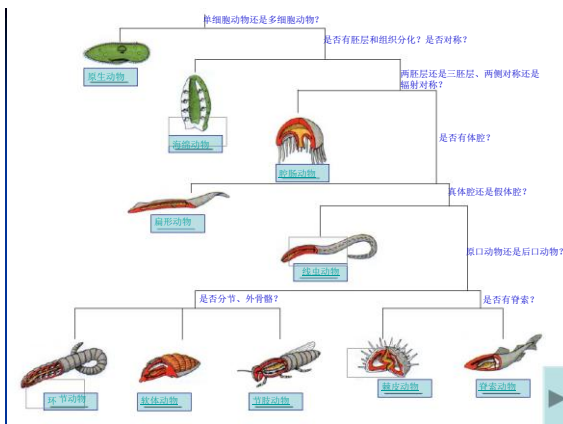 单细胞动物还是多细胞动物？
是否有胚层和组织分化？是否对称？
原生动物
两胚层还是三胚层、两侧对称还是
辐射对称？
海绵动物
是否有体腔？
腔肠动物
真体腔还是假体腔？
扁形动物
原口动物还是后口动物？
线虫动物
是否分节、外骨骼？
是否有脊索？
环节动物
软体动物
节肢动物
棘皮动物
脊索动物